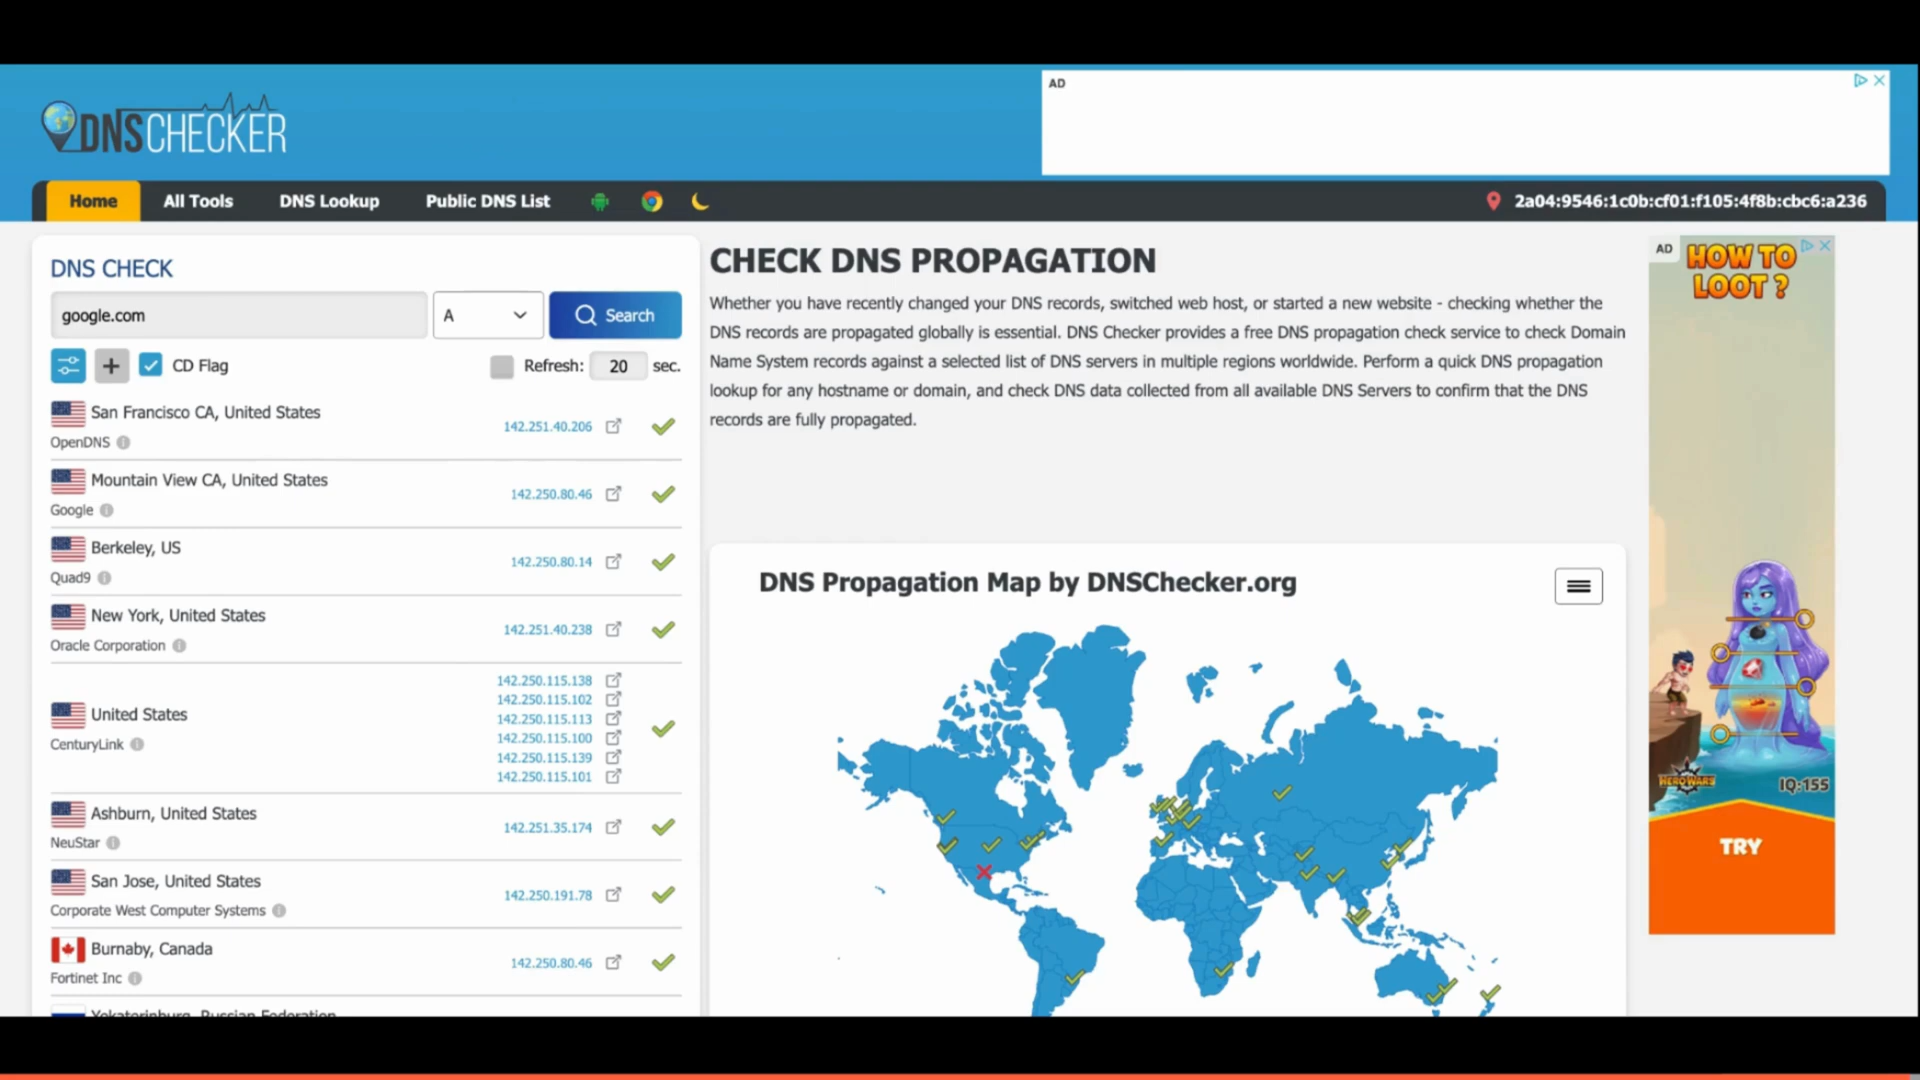 DNSCHECKER
AD
Home
All Tools
DNS Lookup
Public DNS List
2a04:9546:1c0b:cf01:f105:4f8b:cbc6:a236
DNS CHECK
google.com
A
Search
CD Flag
Refresh:
20
sec.
San Francisco CA, United States
OpenDNS
142.251.40.206
Mountain View CA, United States
Google
142.250.80.46
Berkeley, US
Quad9
142.250.80.14
New York, United States
Oracle Corporation
142.251.40.238
United States
CenturyLink
142.250.115.138
142.250.115.102
142.250.115.113
142.250.115.100
142.250.115.139
142.250.115.101
Ashburn, United States
NeuStar
142.251.35.174
San Jose, United States
Corporate West Computer Systems
142.250.191.78
Burnaby, Canada
Fortinet Inc
142.250.80.46
Yekaterinburg, Russian Federation
CHECK DNS PROPAGATION
Whether you have recently changed your DNS records, switched web host, or started a new website - checking whether the
DNS records are propagated globally is essential. DNS Checker provides a free DNS propagation check service to check Domain
Name System records against a selected list of DNS servers in multiple regions worldwide. Perform a quick DNS propagation
lookup for any hostname or domain, and check DNS data collected from all available DNS Servers to confirm that the DNS
records are fully propagated.
DNS Propagation Map by DNSChecker.org
AD
HOW TO
LOOT ?
HERO WARS
IQ:155
TRY